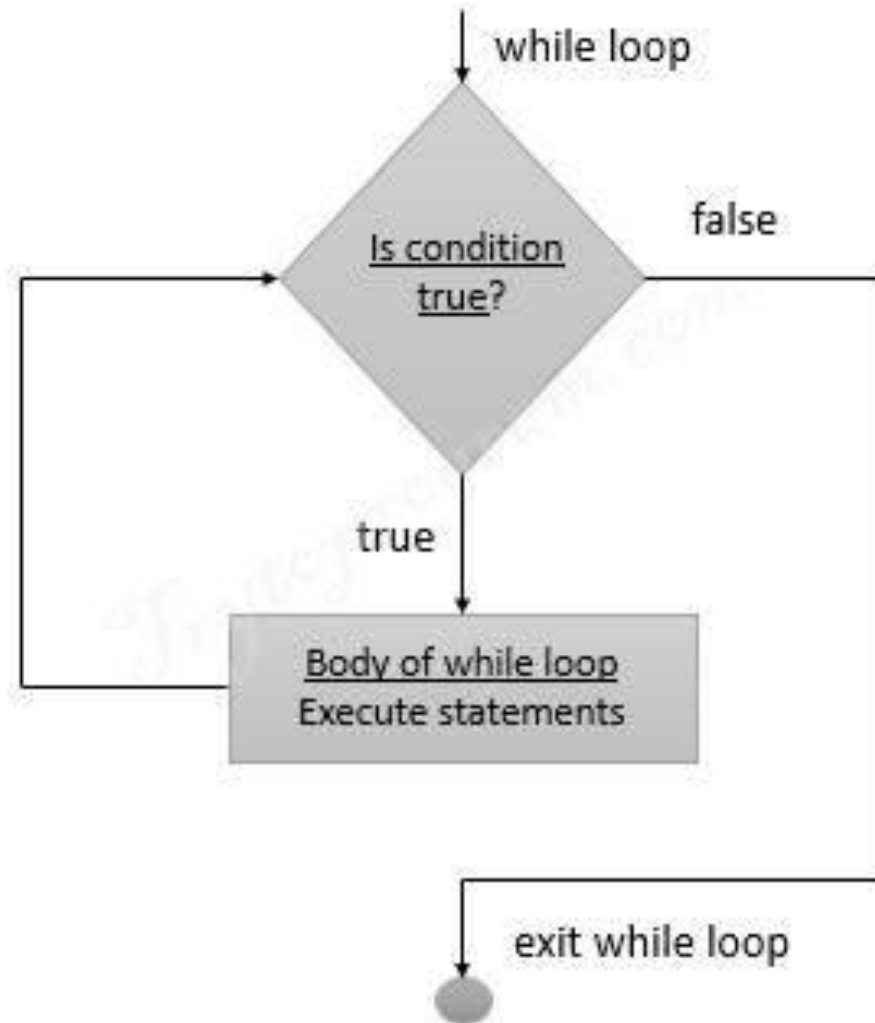 while loop
Is condition
true?
false
true
Body of while loop
Execute statements
exit while loop